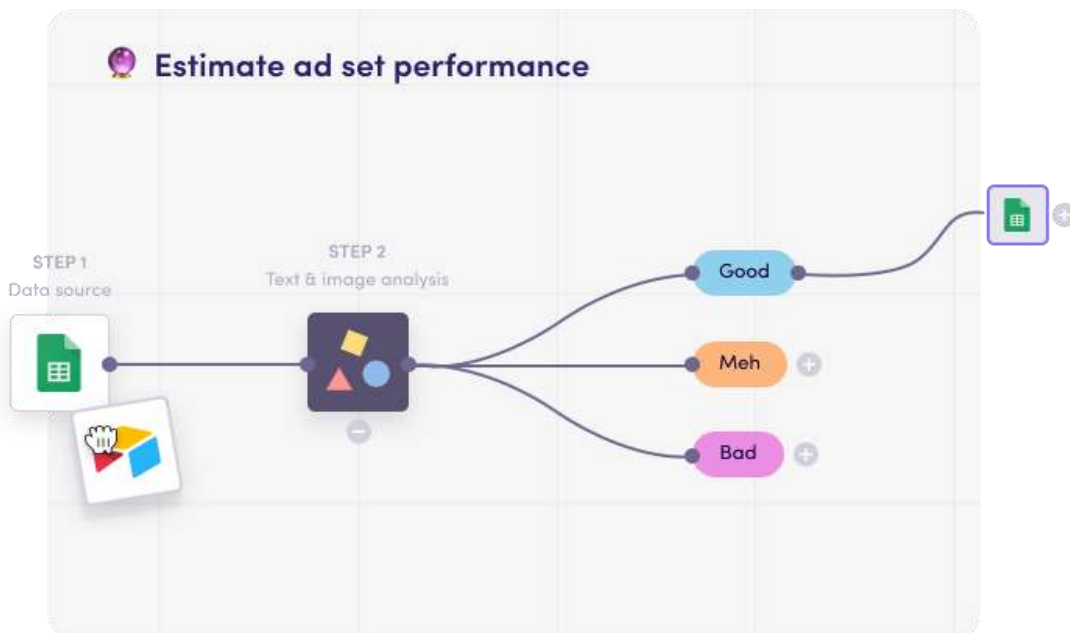 Estimate ad set performance
STEP 1
Data source
STEP 2
Text & image analysis
Good
Meh
Bad